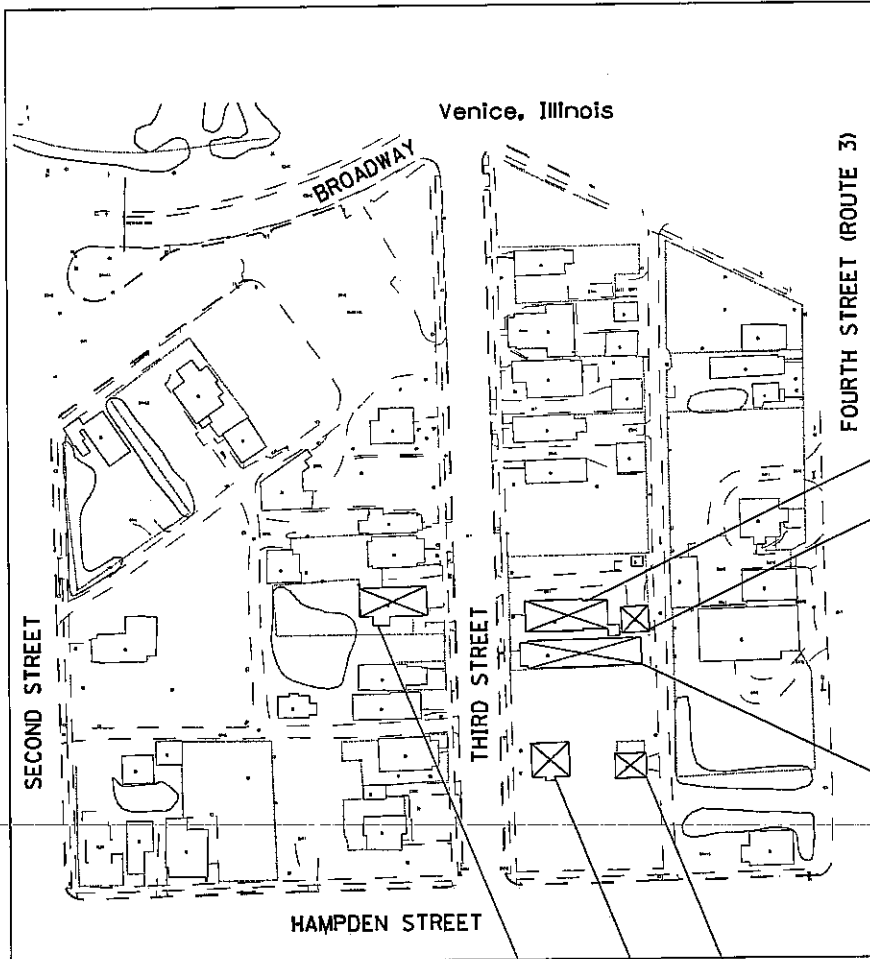 Venice, Illinois
BROADWAY
FOURTH STREET (ROUTE 3)
SECOND STREET
THIRD STREET
HAMPDEN STREET